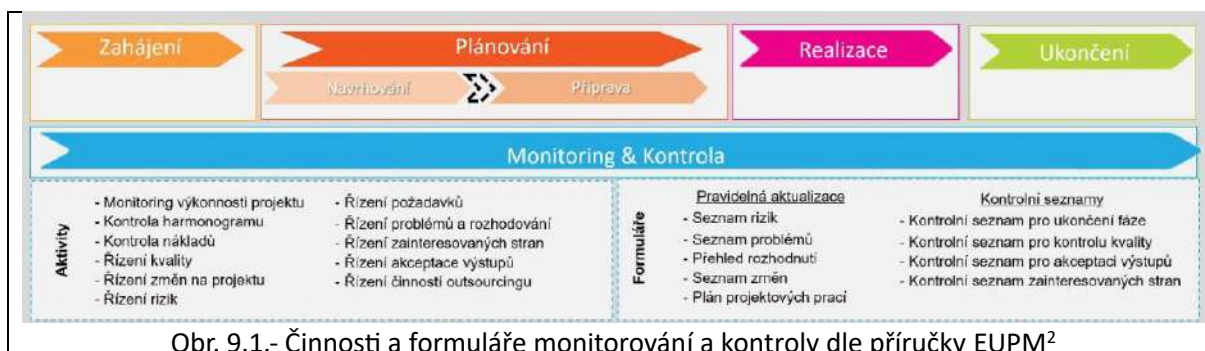 Zahájení
Plánování
Realizace
Ukončení
Navrhování
Příprava
Monitoring & Kontrola
Aktivity
- Monitoring výkonnosti projektu
- Kontrola harmonogramu
- Kontrola nákladů
- Řízení kvality
- Řízení změn na projektu
- Řízení rizik
- Řízení požadavků
- Řízení problémů a rozhodování
- Řízení zainteresovaných stran
- Řízení akceptace výstupů
- Řízení činností outsourcingu
Formuláře
Pravidelná aktualizace
- Seznam rizik
- Seznam problémů
- Přehled rozhodnutí
- Seznam změn
- Plán projektových prací
Kontrolní seznamy
- Kontrolní seznam pro ukončení fáze
- Kontrolní seznam pro kontrolu kvality
- Kontrolní seznam pro akceptaci výstupů
- Kontrolní seznam zainteresovaných stran
Obr. 9.1.- Činnosti a formuláře monitorování a kontroly dle příručky EUPM²